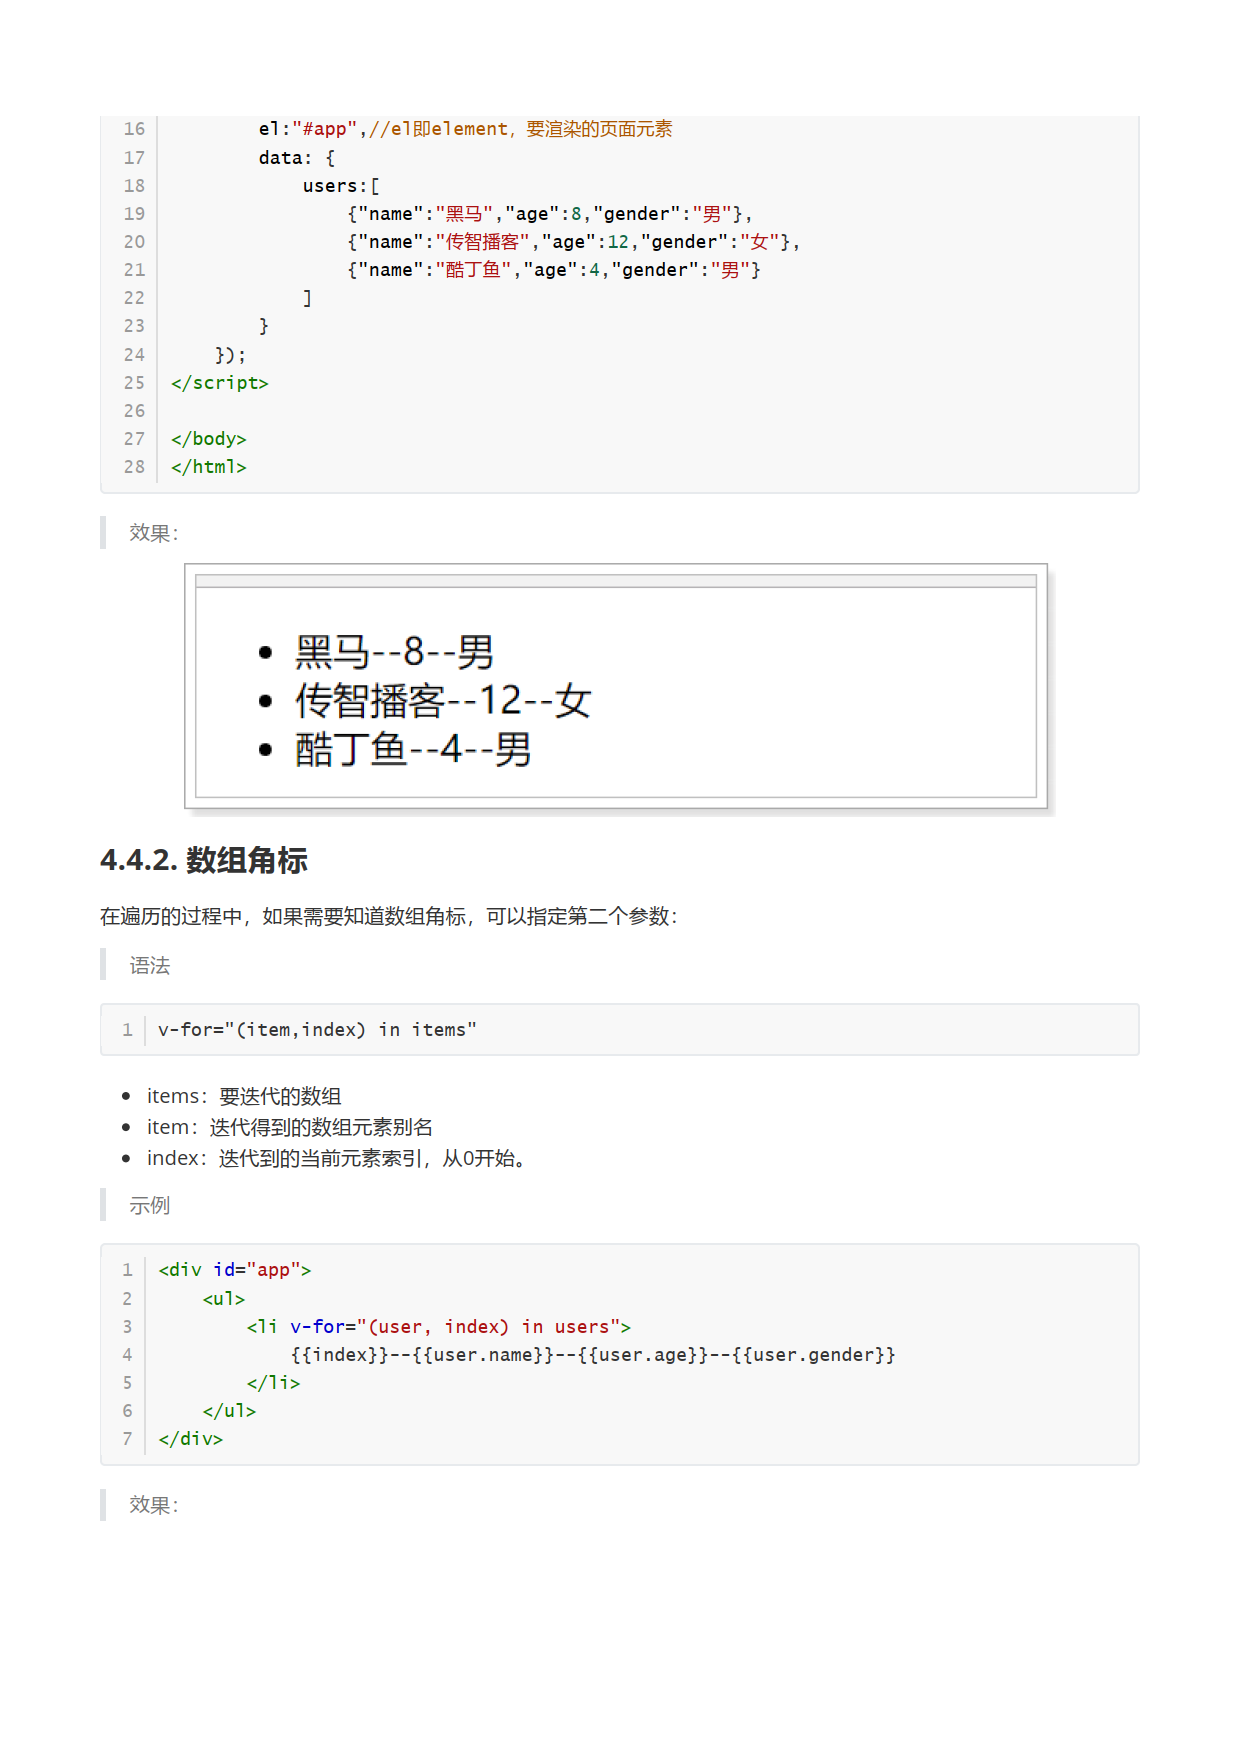 16         el:"#app",//el即element，要渲染的页面元素
17         data: {
18             users:[
19                 {"name":"黑马","age":8,"gender":"男"},
20                 {"name":"传智播客","age":12,"gender":"女"},
21                 {"name":"酷丁鱼","age":4,"gender":"男"}
22             ]
23         }
24     });
25 </script>
26
27 </body>
28 </html>
效果：
• 黑马--8--男
• 传智播客--12--女
• 酷丁鱼--4--男
4.4.2. 数组角标
在遍历的过程中，如果需要知道数组角标，可以指定第二个参数：
语法
1 v-for="(item,index) in items"
• items：要迭代的数组
• item：迭代得到的数组元素别名
• index：迭代到的当前元素索引，从0开始。
示例
1 <div id="app">
2     <ul>
3         <li v-for="(user, index) in users">
4             {{index}}--{{user.name}}--{{user.age}}--{{user.gender}}
5         </li>
6     </ul>
7 </div>
效果：